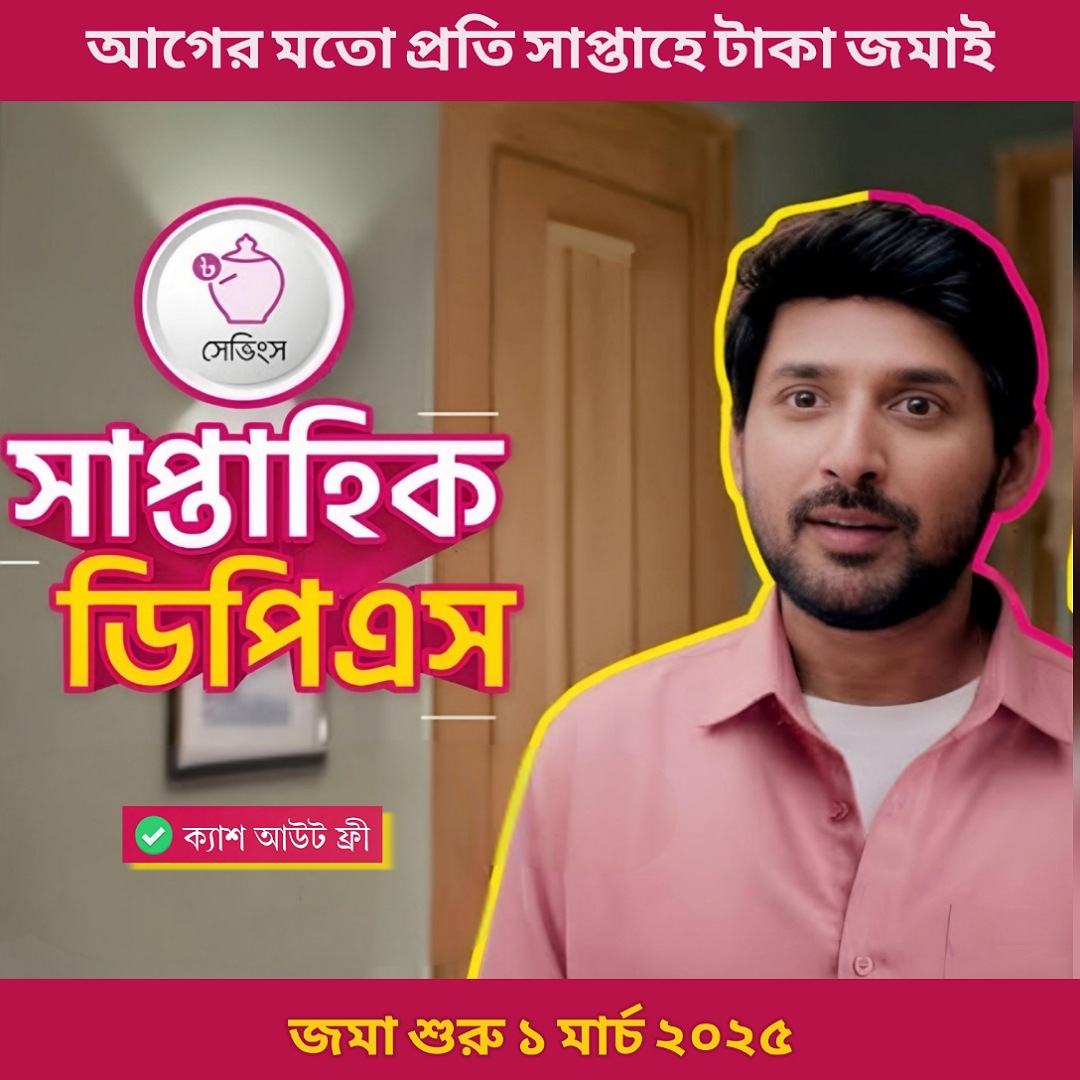 আগের মতো প্রতি সাপ্তাহে টাকা জমাই
৳
সেভিংস
সাপ্তাহিক
ডিপিএস
ক্যাশ আউট ফ্রী
জমা শুরু ১ মার্চ ২০২৫